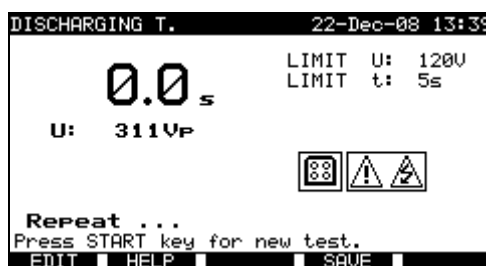 DISCHARGING T. 22-Dec-08 13:39
LIMIT U: 120V
LIMIT t: 5s
0.0 s
U: 311Vp
Repeat ...
Press START key for new test.
EDIT HELP SAVE